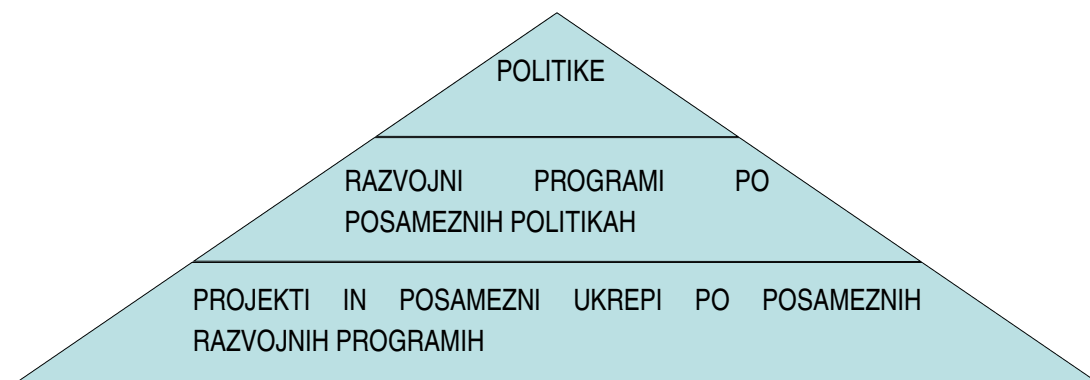 POLITIKE
RAZVOJNI PROGRAMI PO
POSAMEZNIH POLITIKAH
PROJEKTI IN POSAMEZNI UKREPI PO POSAMEZNIH
RAZVOJNIH PROGRAMIH